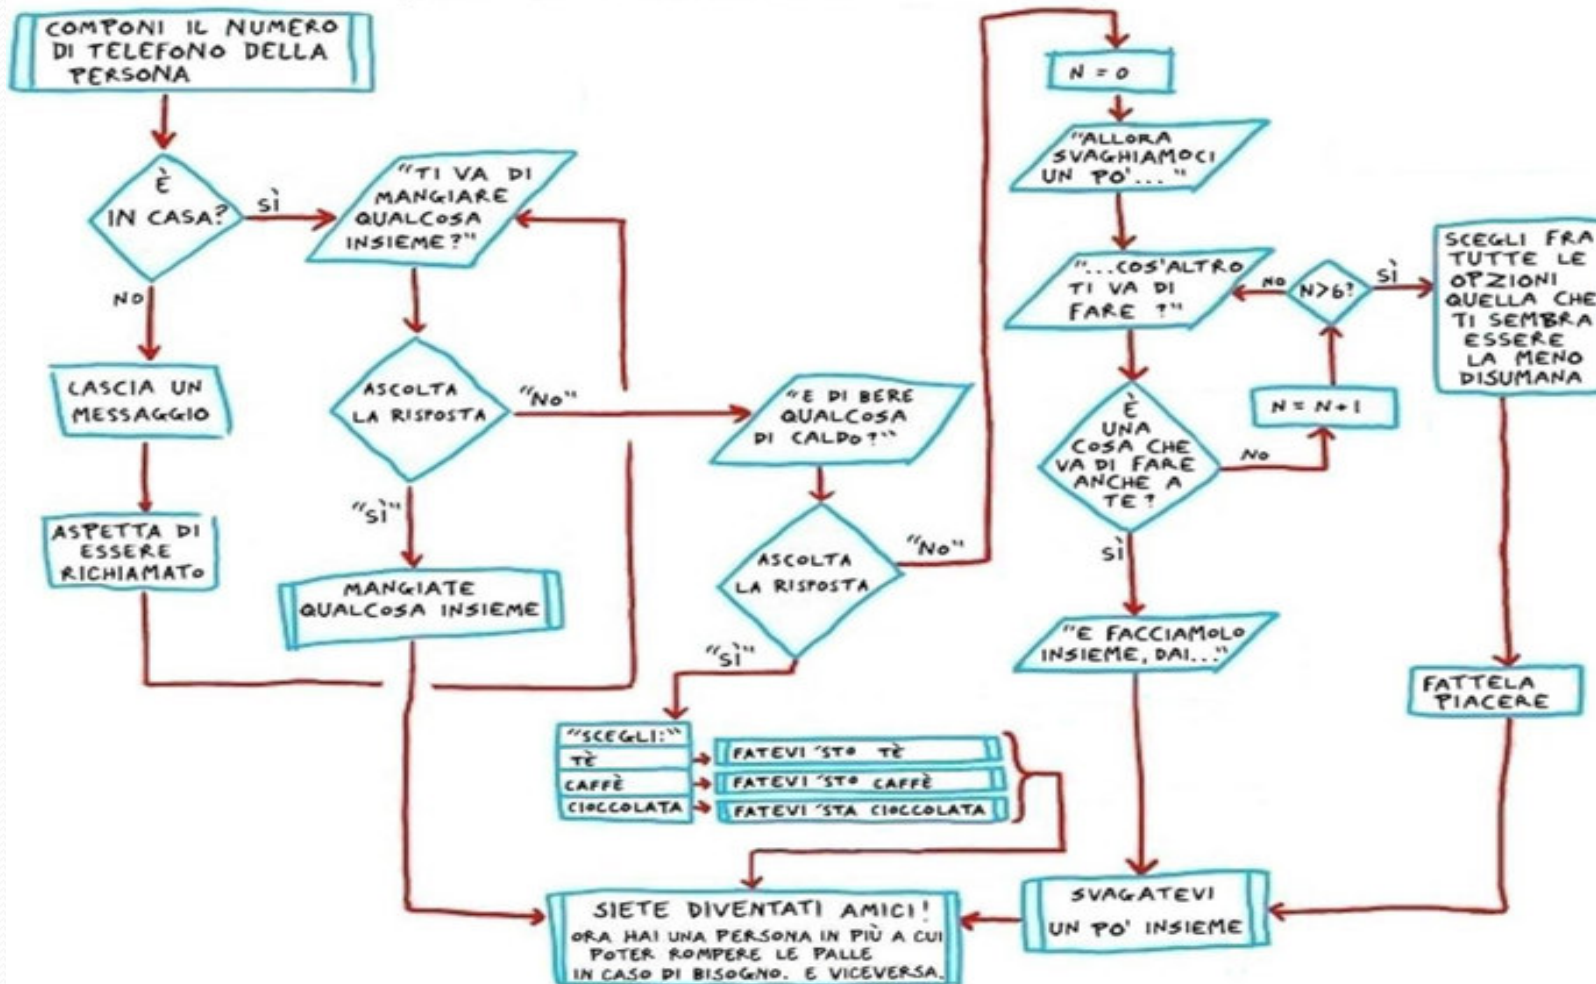 COMPONI IL NUMERO
DI TELEFONO DELLA
PERSONA
È
IN CASA?
SÌ
NO
LASCIA UN
MESSAGGIO
ASPETTA DI
ESSERE
RICHIAMATO
"TI VA DI
MANGIARE
QUALCOSA
INSIEME?"
ASCOLTA
LA RISPOSTA
"NO"
"SÌ"
MANGIATE
QUALCOSA INSIEME
"E DI BERE
QUALCOSA
DI CALDO?"
ASCOLTA
LA RISPOSTA
"NO"
"SÌ"
"SCEGLI:"
TÈ
FATEVI 'STO TÈ
CAFFÈ
FATEVI 'STO CAFFÈ
CIOCCOLATA
FATEVI 'STA CIOCCOLATA
N = 0
"ALLORA
SVAGHIAMOCI
UN PO'..."
"...COS'ALTRO
TI VA DI
FARE ?"
È
UNA
COSA CHE
VA DI FARE
ANCHE A
TE?
NO
N = N+1
N>6?
NO
SÌ
SCEGLI FRA
TUTTE LE
OPZIONI
QUELLA CHE
TI SEMBRA
ESSERE
LA MENO
DISUMANA
FATTELA
PIACERE
SÌ
"E FACCIAMOLO
INSIEME, DAI..."
SVAGATEVI
UN PO' INSIEME
SIETE DIVENTATI AMICI!
ORA HAI UNA PERSONA IN PIÙ A CUI
POTER ROMPERE LE PALLE
IN CASO DI BISOGNO. E VICEVERSA.